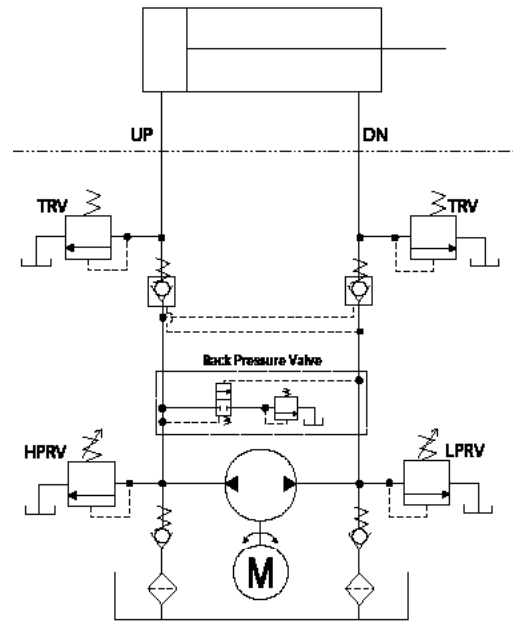 UP
DN
TRV
TRV
Back Pressure Valve
HPRV
LPRV
M